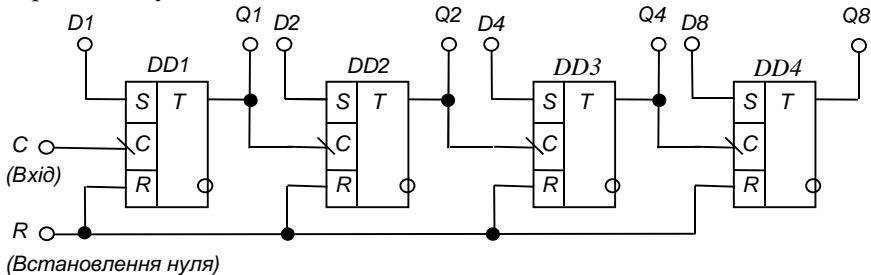 D1 Q1 D2 Q2 D4 Q4 D8 Q8
DD1 DD2 DD3 DD4
S T S T S T S T
C C C C C
(Вхід)
R R R R
R
(Встановлення нуля)